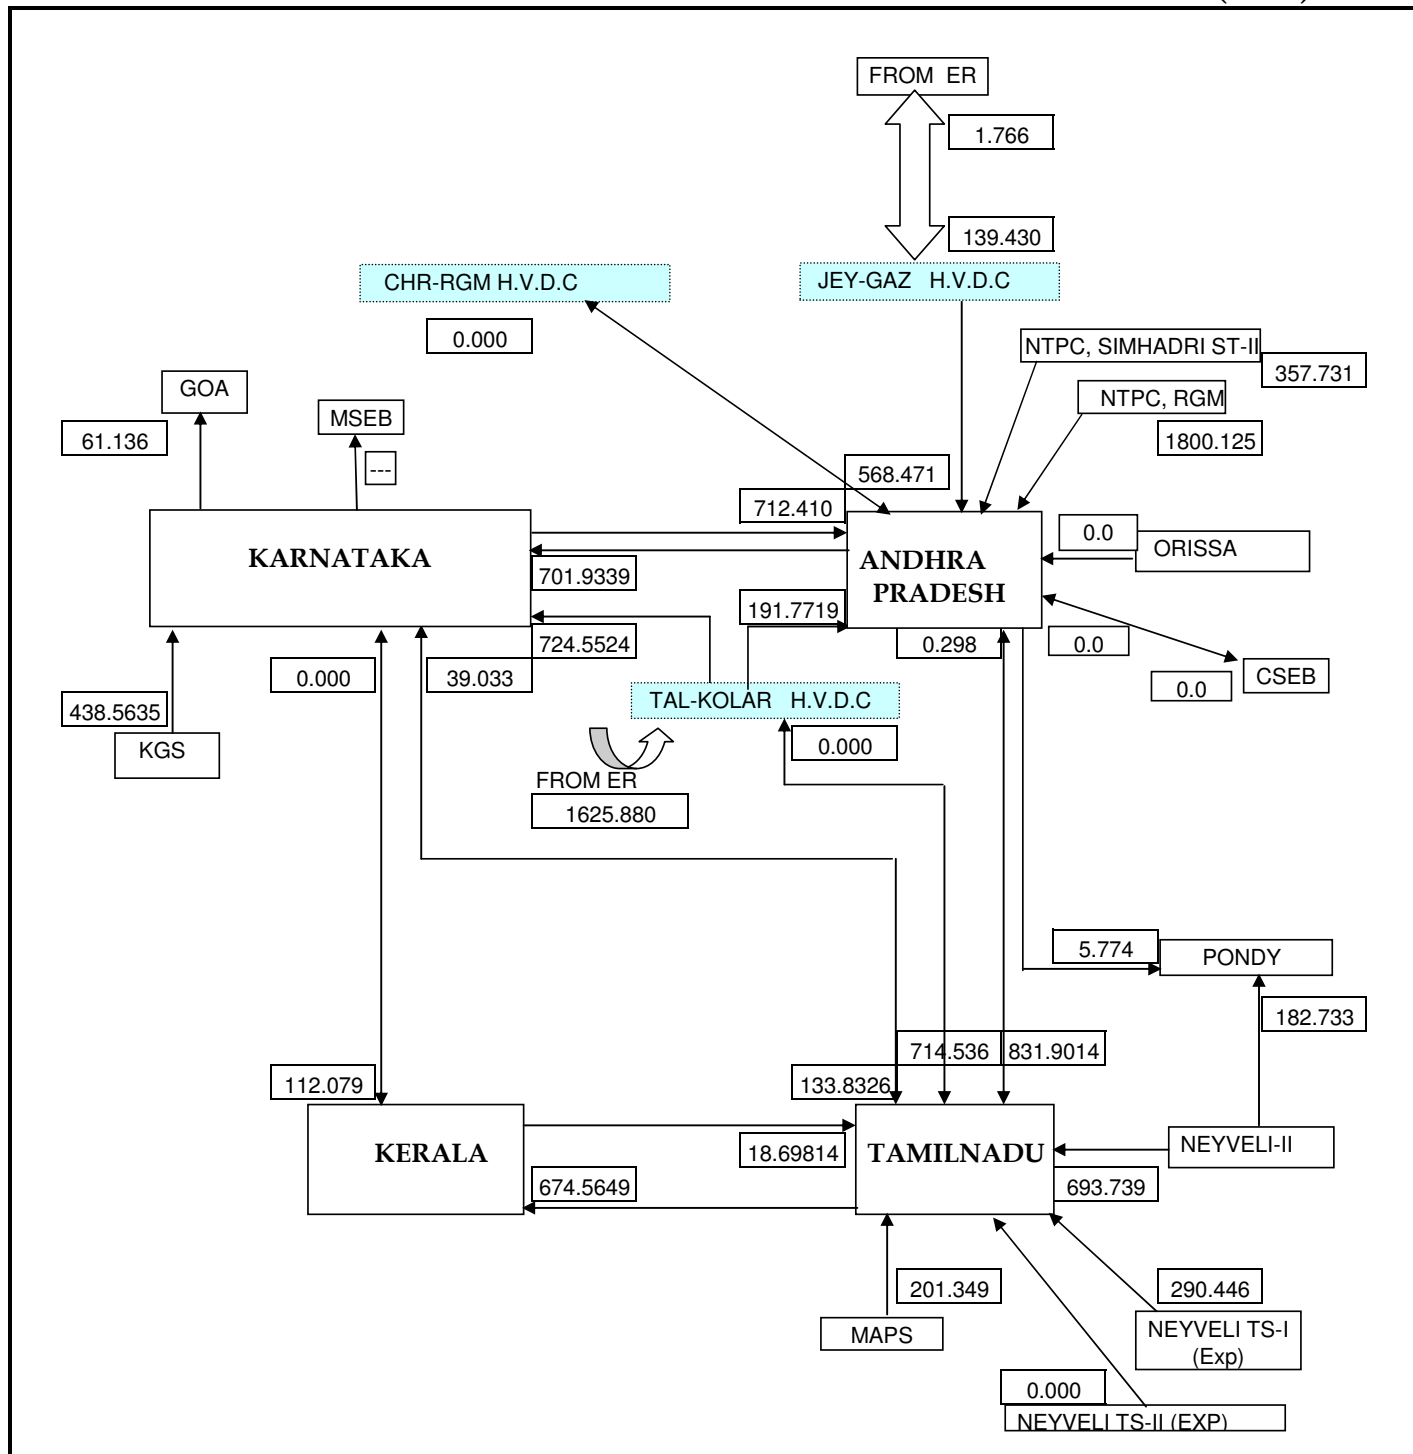 FROM ER
1.766
139.430
CHR-RGM H.V.D.C
JEY-GAZ H.V.D.C
0.000
NTPC, SIMHADRI ST-II
357.731
GOA
NTPC, RGM
MSEB
61.136
1800.125
---
568.471
712.410
0.0
ORISSA
KARNATAKA
ANDHRA
PRADESH
701.9339
191.7719
724.5524
0.298
0.0
0.000
39.033
CSEB
0.0
438.5635
TAL-KOLAR H.V.D.C
KGS
0.000
FROM ER
1625.880
5.774
PONDY
182.733
714.536
831.9014
112.079
133.8326
KERALA
18.69814
TAMILNADU
NEYVELI-II
674.5649
693.739
201.349
290.446
MAPS
NEYVELI TS-I
(Exp)
0.000
NEYVELI TS-II (EXP)